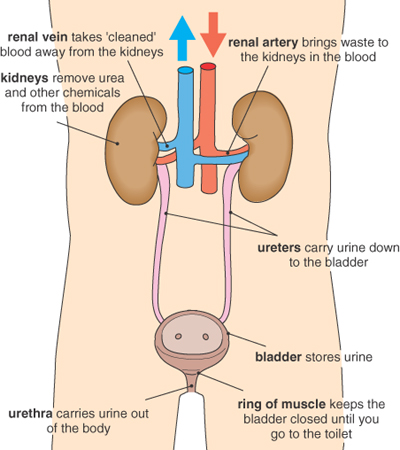 renal vein takes 'cleaned'
blood away from the kidneys
renal artery brings waste to
the kidneys in the blood
kidneys remove urea
and other chemicals
from the blood
ureters carry urine down
to the bladder
bladder stores urine
urethra carries urine out
of the body
ring of muscle keeps the
bladder closed until you
go to the toilet